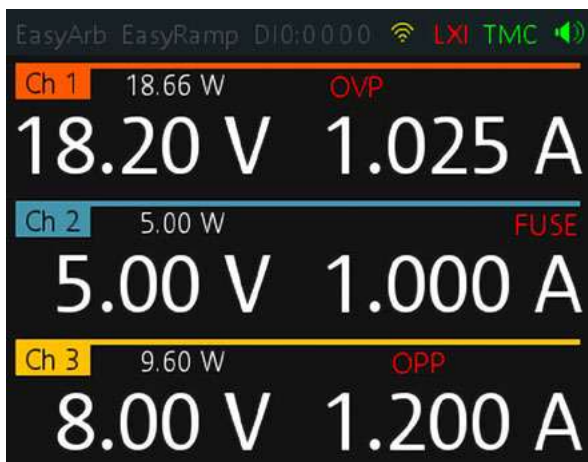 EasyArb EasyRamp DI0:0000 LXI TMC
Ch 1 18.66 W OVP
18.20 V 1.025 A
Ch 2 5.00 W FUSE
5.00 V 1.000 A
Ch 3 9.60 W OPP
8.00 V 1.200 A